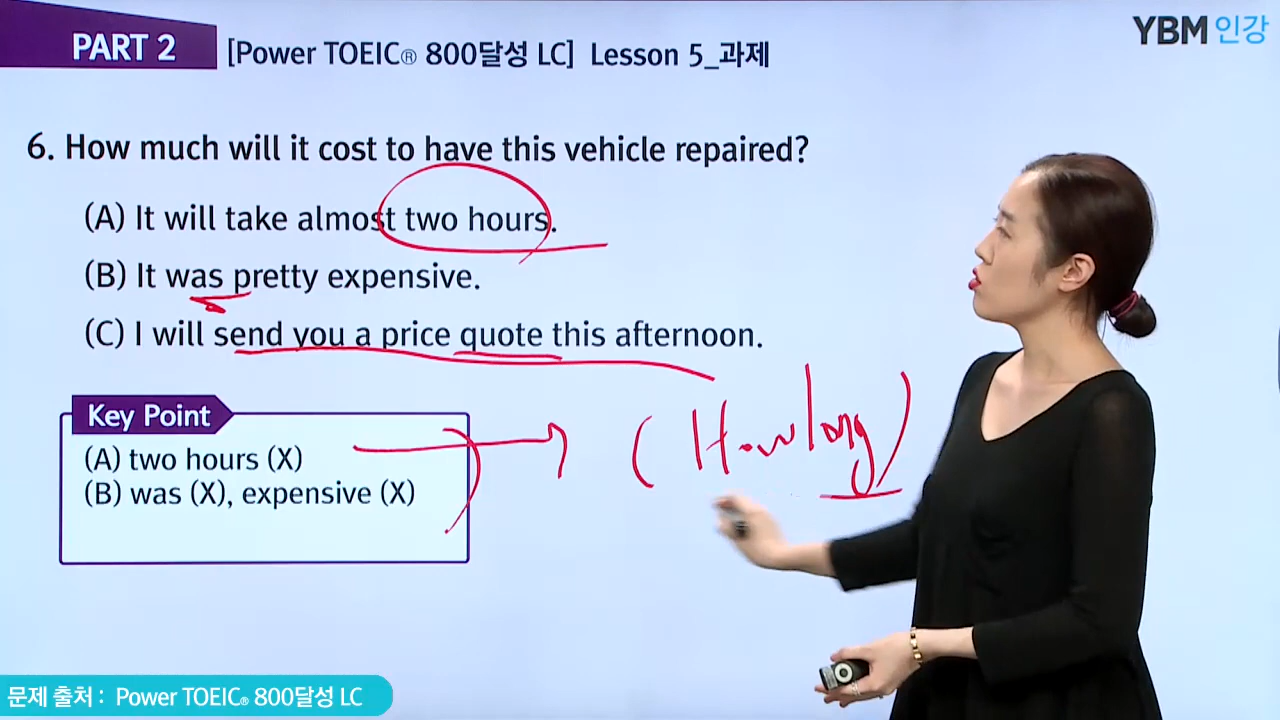 PART 2
[Power TOEIC® 800달성 LC] Lesson 5_과제
YBM 인강
6. How much will it cost to have this vehicle repaired?
(A) It will take almost two hours.
(B) It was pretty expensive.
(C) I will send you a price quote this afternoon.
Key Point
(A) two hours (X)
(B) was (X), expensive (X)
(How long)
문제 출처 : Power TOEIC® 800달성 LC